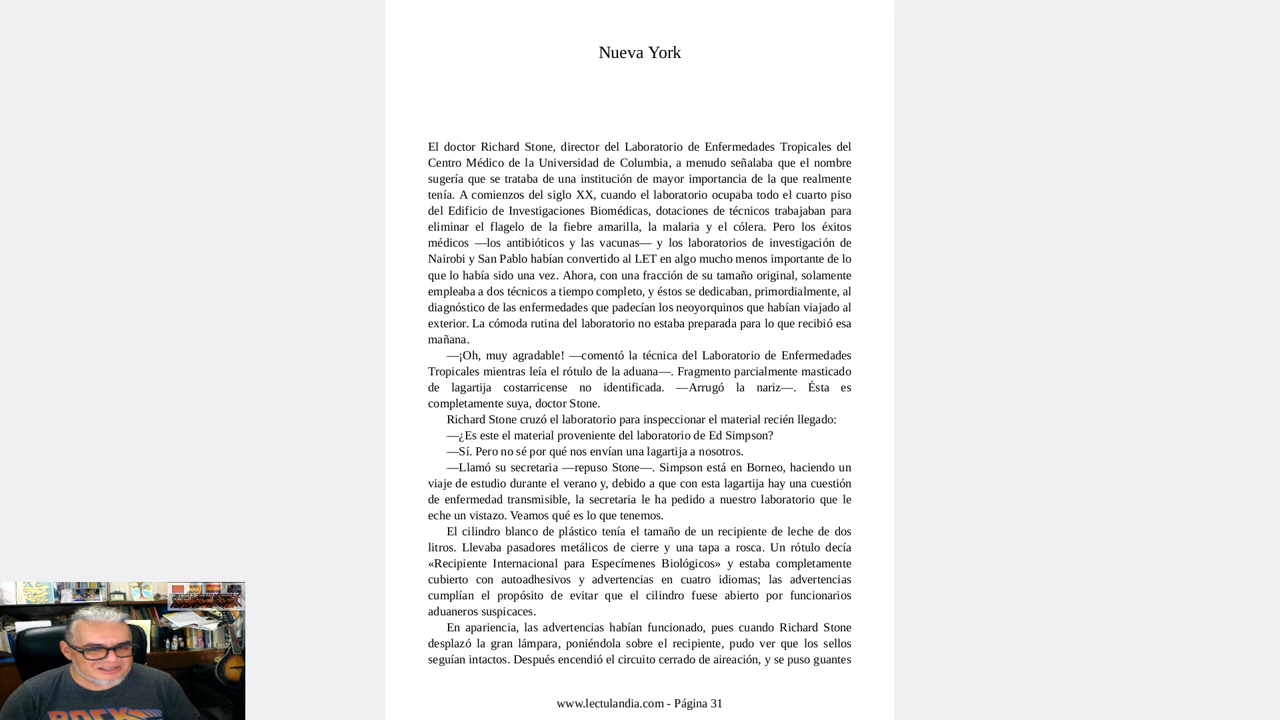 Nueva York
El doctor Richard Stone, director del Laboratorio de Enfermedades Tropicales del
Centro Médico de la Universidad de Columbia, a menudo señalaba que el nombre
sugería que se trataba de una institución de mayor importancia de la que realmente
tenía. A comienzos del siglo XX, cuando el laboratorio ocupaba todo el cuarto piso
del Edificio de Investigaciones Biomédicas, dotaciones de técnicos trabajaban para
eliminar el flagelo de la fiebre amarilla, la malaria y el cólera. Pero los éxitos
médicos —los antibióticos y las vacunas— y los laboratorios de investigación de
Nairobi y San Pablo habían convertido al LET en algo mucho menos importante de lo
que lo había sido una vez. Ahora, con una fracción de su tamaño original, solamente
empleaba a dos técnicos a tiempo completo, y éstos se dedicaban, primordialmente, al
diagnóstico de las enfermedades que padecían los neoyorquinos que habían viajado al
exterior. La cómoda rutina del laboratorio no estaba preparada para lo que recibió esa
mañana.
—¡Oh, muy agradable! —comentó la técnica del Laboratorio de Enfermedades
Tropicales mientras leía el rótulo de la aduana—. Fragmento parcialmente masticado
de lagartija costarricense no identificada. —Arrugó la nariz—. Ésta es
completamente suya, doctor Stone.
Richard Stone cruzó el laboratorio para inspeccionar el material recién llegado:
—¿Es este el material proveniente del laboratorio de Ed Simpson?
—Sí. Pero no sé por qué nos envían una lagartija a nosotros.
—Llamó su secretaria —repuso Stone—. Simpson está en Borneo, haciendo un
viaje de estudio durante el verano y, debido a que con esta lagartija hay una cuestión
de enfermedad transmisible, la secretaria le ha pedido a nuestro laboratorio que le
eche un vistazo. Veamos qué es lo que tenemos.
El cilindro blanco de plástico tenía el tamaño de un recipiente de leche de dos
litros. Llevaba pasadores metálicos de cierre y una tapa a rosca. Un rótulo decía
«Recipiente Internacional para Especímenes Biológicos» y estaba completamente
cubierto con autoadhesivos y advertencias en cuatro idiomas; las advertencias
cumplían el propósito de evitar que el cilindro fuese abierto por funcionarios
aduaneros suspicaces.
En apariencia, las advertencias habían funcionado, pues cuando Richard Stone
desplazó la gran lámpara, poniéndola sobre el recipiente, pudo ver que los sellos
seguían intactos. Después encendió el circuito cerrado de aireación, y se puso guantes
www.lectulandia.com - Página 31